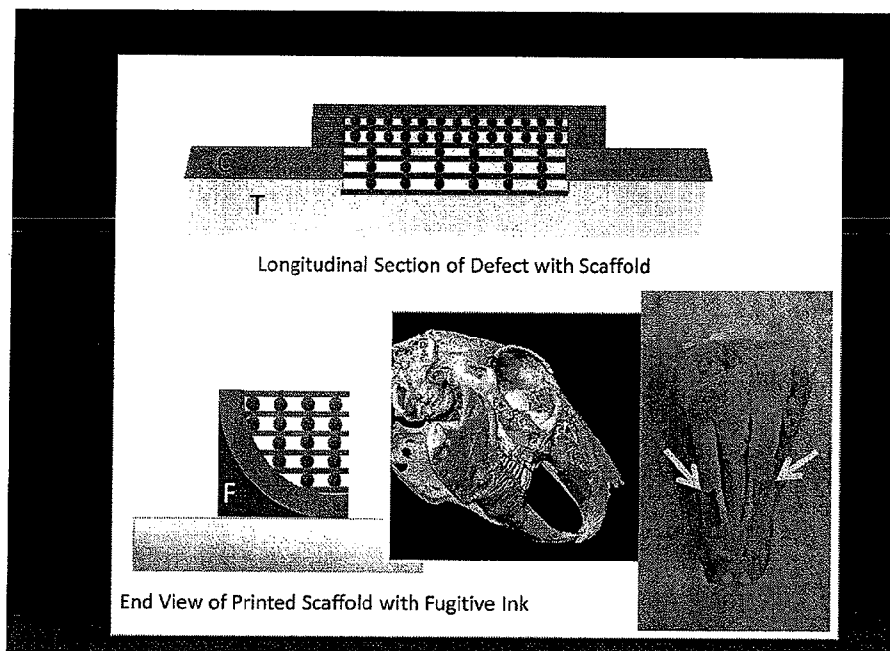 C
T
Longitudinal Section of Defect with Scaffold
F
End View of Printed Scaffold with Fugitive Ink